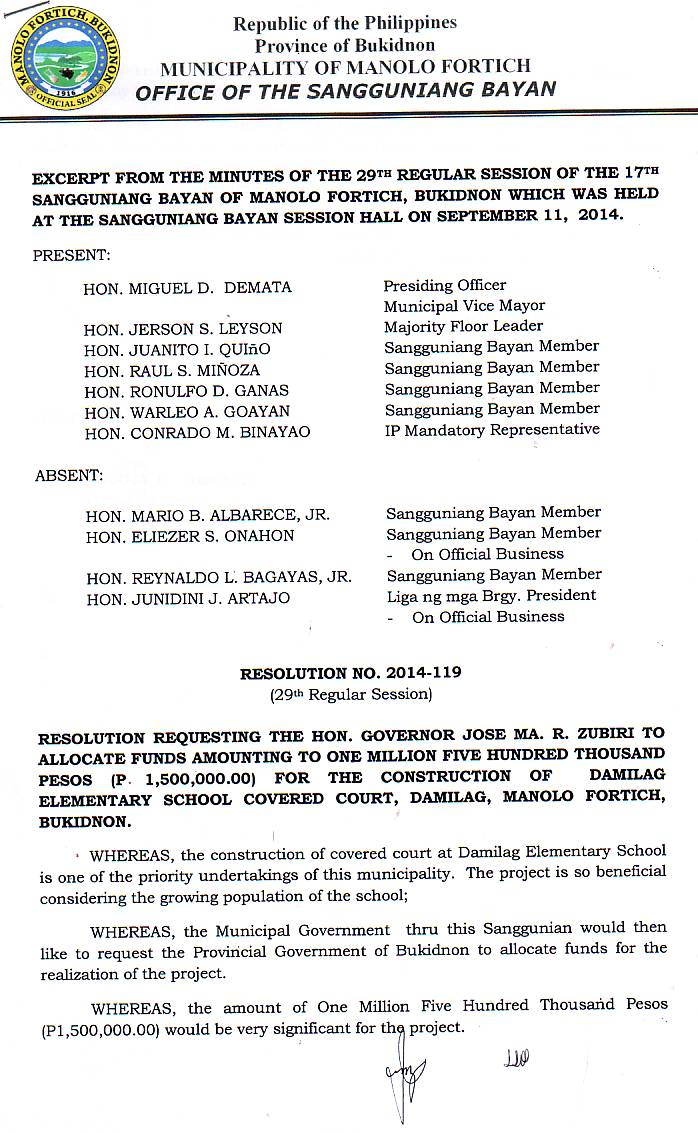 MANOLO FORTICH, BUKIDNON
1916
OFFICIAL SEAL
Republic of the Philippines
Province of Bukidnon
MUNICIPALITY OF MANOLO FORTICH
OFFICE OF THE SANGGUNIANG BAYAN
EXCERPT FROM THE MINUTES OF THE 29TH REGULAR SESSION OF THE 17TH
SANGGUNIANG BAYAN OF MANOLO FORTICH, BUKIDNON WHICH WAS HELD
AT THE SANGGUNIANG BAYAN SESSION HALL ON SEPTEMBER 11, 2014.
PRESENT:
HON. MIGUEL D. DEMATA Presiding Officer
Municipal Vice Mayor
HON. JERSON S. LEYSON Majority Floor Leader
HON. JUANITO I. QUIñO Sangguniang Bayan Member
HON. RAUL S. MIÑOZA Sangguniang Bayan Member
HON. RONULFO D. GANAS Sangguniang Bayan Member
HON. WARLEO A. GOAYAN Sangguniang Bayan Member
HON. CONRADO M. BINAYAO IP Mandatory Representative
ABSENT:
HON. MARIO B. ALBARECE, JR. Sangguniang Bayan Member
HON. ELIEZER S. ONAHON Sangguniang Bayan Member
- On Official Business
HON. REYNALDO L. BAGAYAS, JR. Sangguniang Bayan Member
HON. JUNIDINI J. ARTAJO Liga ng mga Brgy. President
- On Official Business
RESOLUTION NO. 2014-119
(29th Regular Session)
RESOLUTION REQUESTING THE HON. GOVERNOR JOSE MA. R. ZUBIRI TO
ALLOCATE FUNDS AMOUNTING TO ONE MILLION FIVE HUNDRED THOUSAND
PESOS (P. 1,500,000.00) FOR THE CONSTRUCTION OF DAMILAG
ELEMENTARY SCHOOL COVERED COURT, DAMILAG, MANOLO FORTICH,
BUKIDNON.
WHEREAS, the construction of covered court at Damilag Elementary School
is one of the priority undertakings of this municipality. The project is so beneficial
considering the growing population of the school;
WHEREAS, the Municipal Government thru this Sanggunian would then
like to request the Provincial Government of Bukidnon to allocate funds for the
realization of the project.
WHEREAS, the amount of One Million Five Hundred Thousand Pesos
(P1,500,000.00) would be very significant for the project.